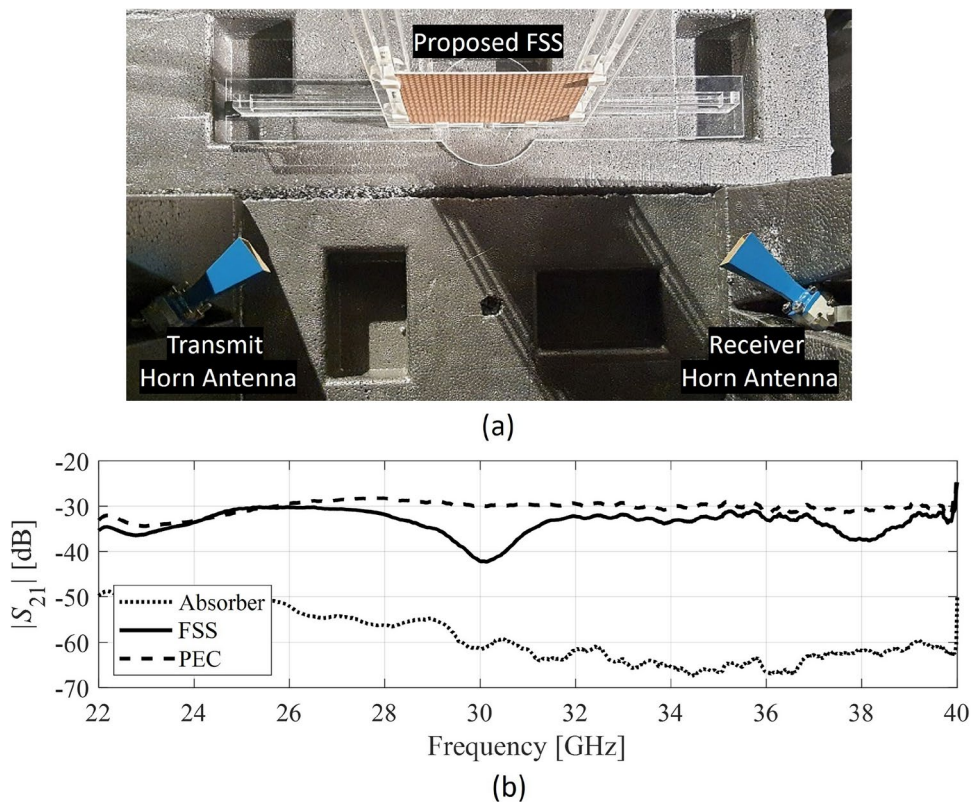 Proposed FSS
Transmit
Horn Antenna
Receiver
Horn Antenna
(a)
-20
-30
-40
-50
-60
-70
|S21| [dB]
Absorber
FSS
PEC
22
24
26
28
30
32
34
36
38
40
Frequency [GHz]
(b)